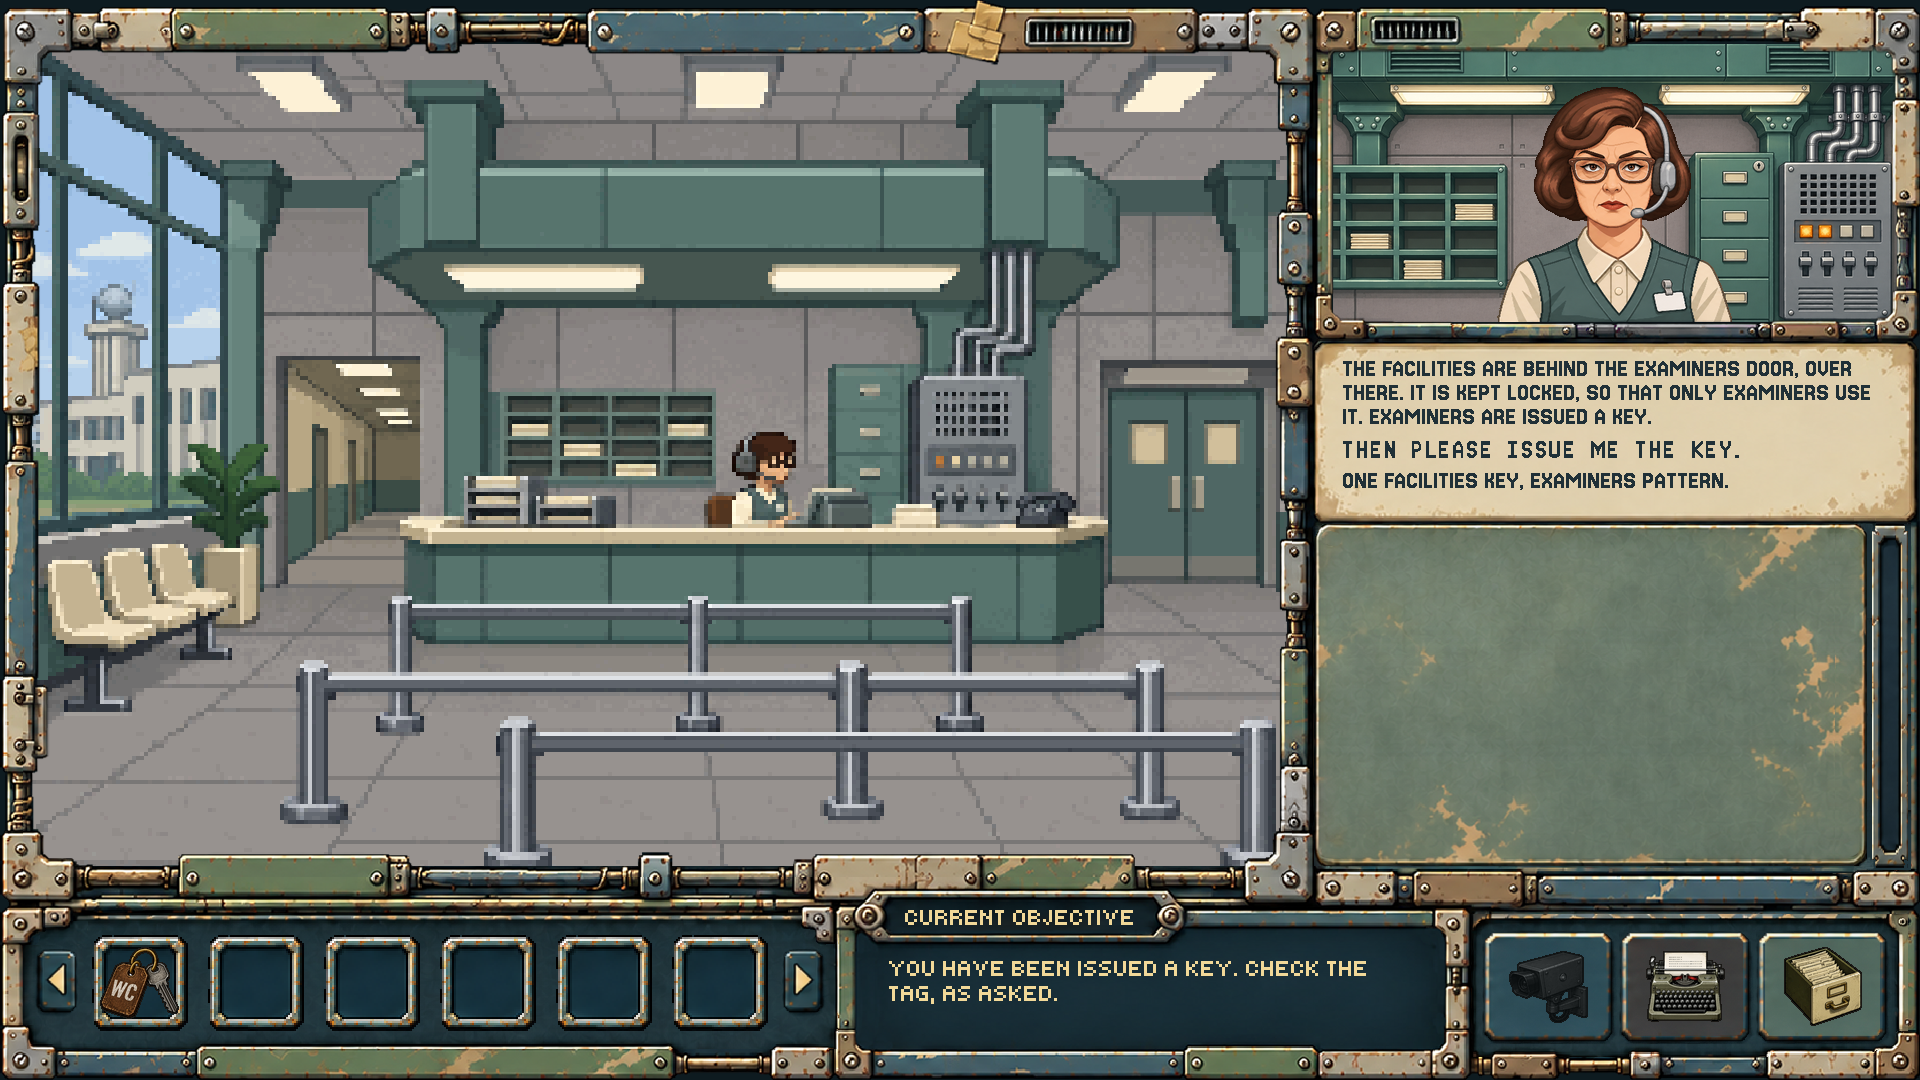 THE FACILITIES ARE BEHIND THE EXAMINERS DOOR, OVER
THERE. IT IS KEPT LOCKED, SO THAT ONLY EXAMINERS USE
IT. EXAMINERS ARE ISSUED A KEY.
THEN PLEASE ISSUE ME THE KEY.
ONE FACILITIES KEY, EXAMINERS PATTERN.
CURRENT OBJECTIVE
YOU HAVE BEEN ISSUED A KEY. CHECK THE
TAG, AS ASKED.
WC